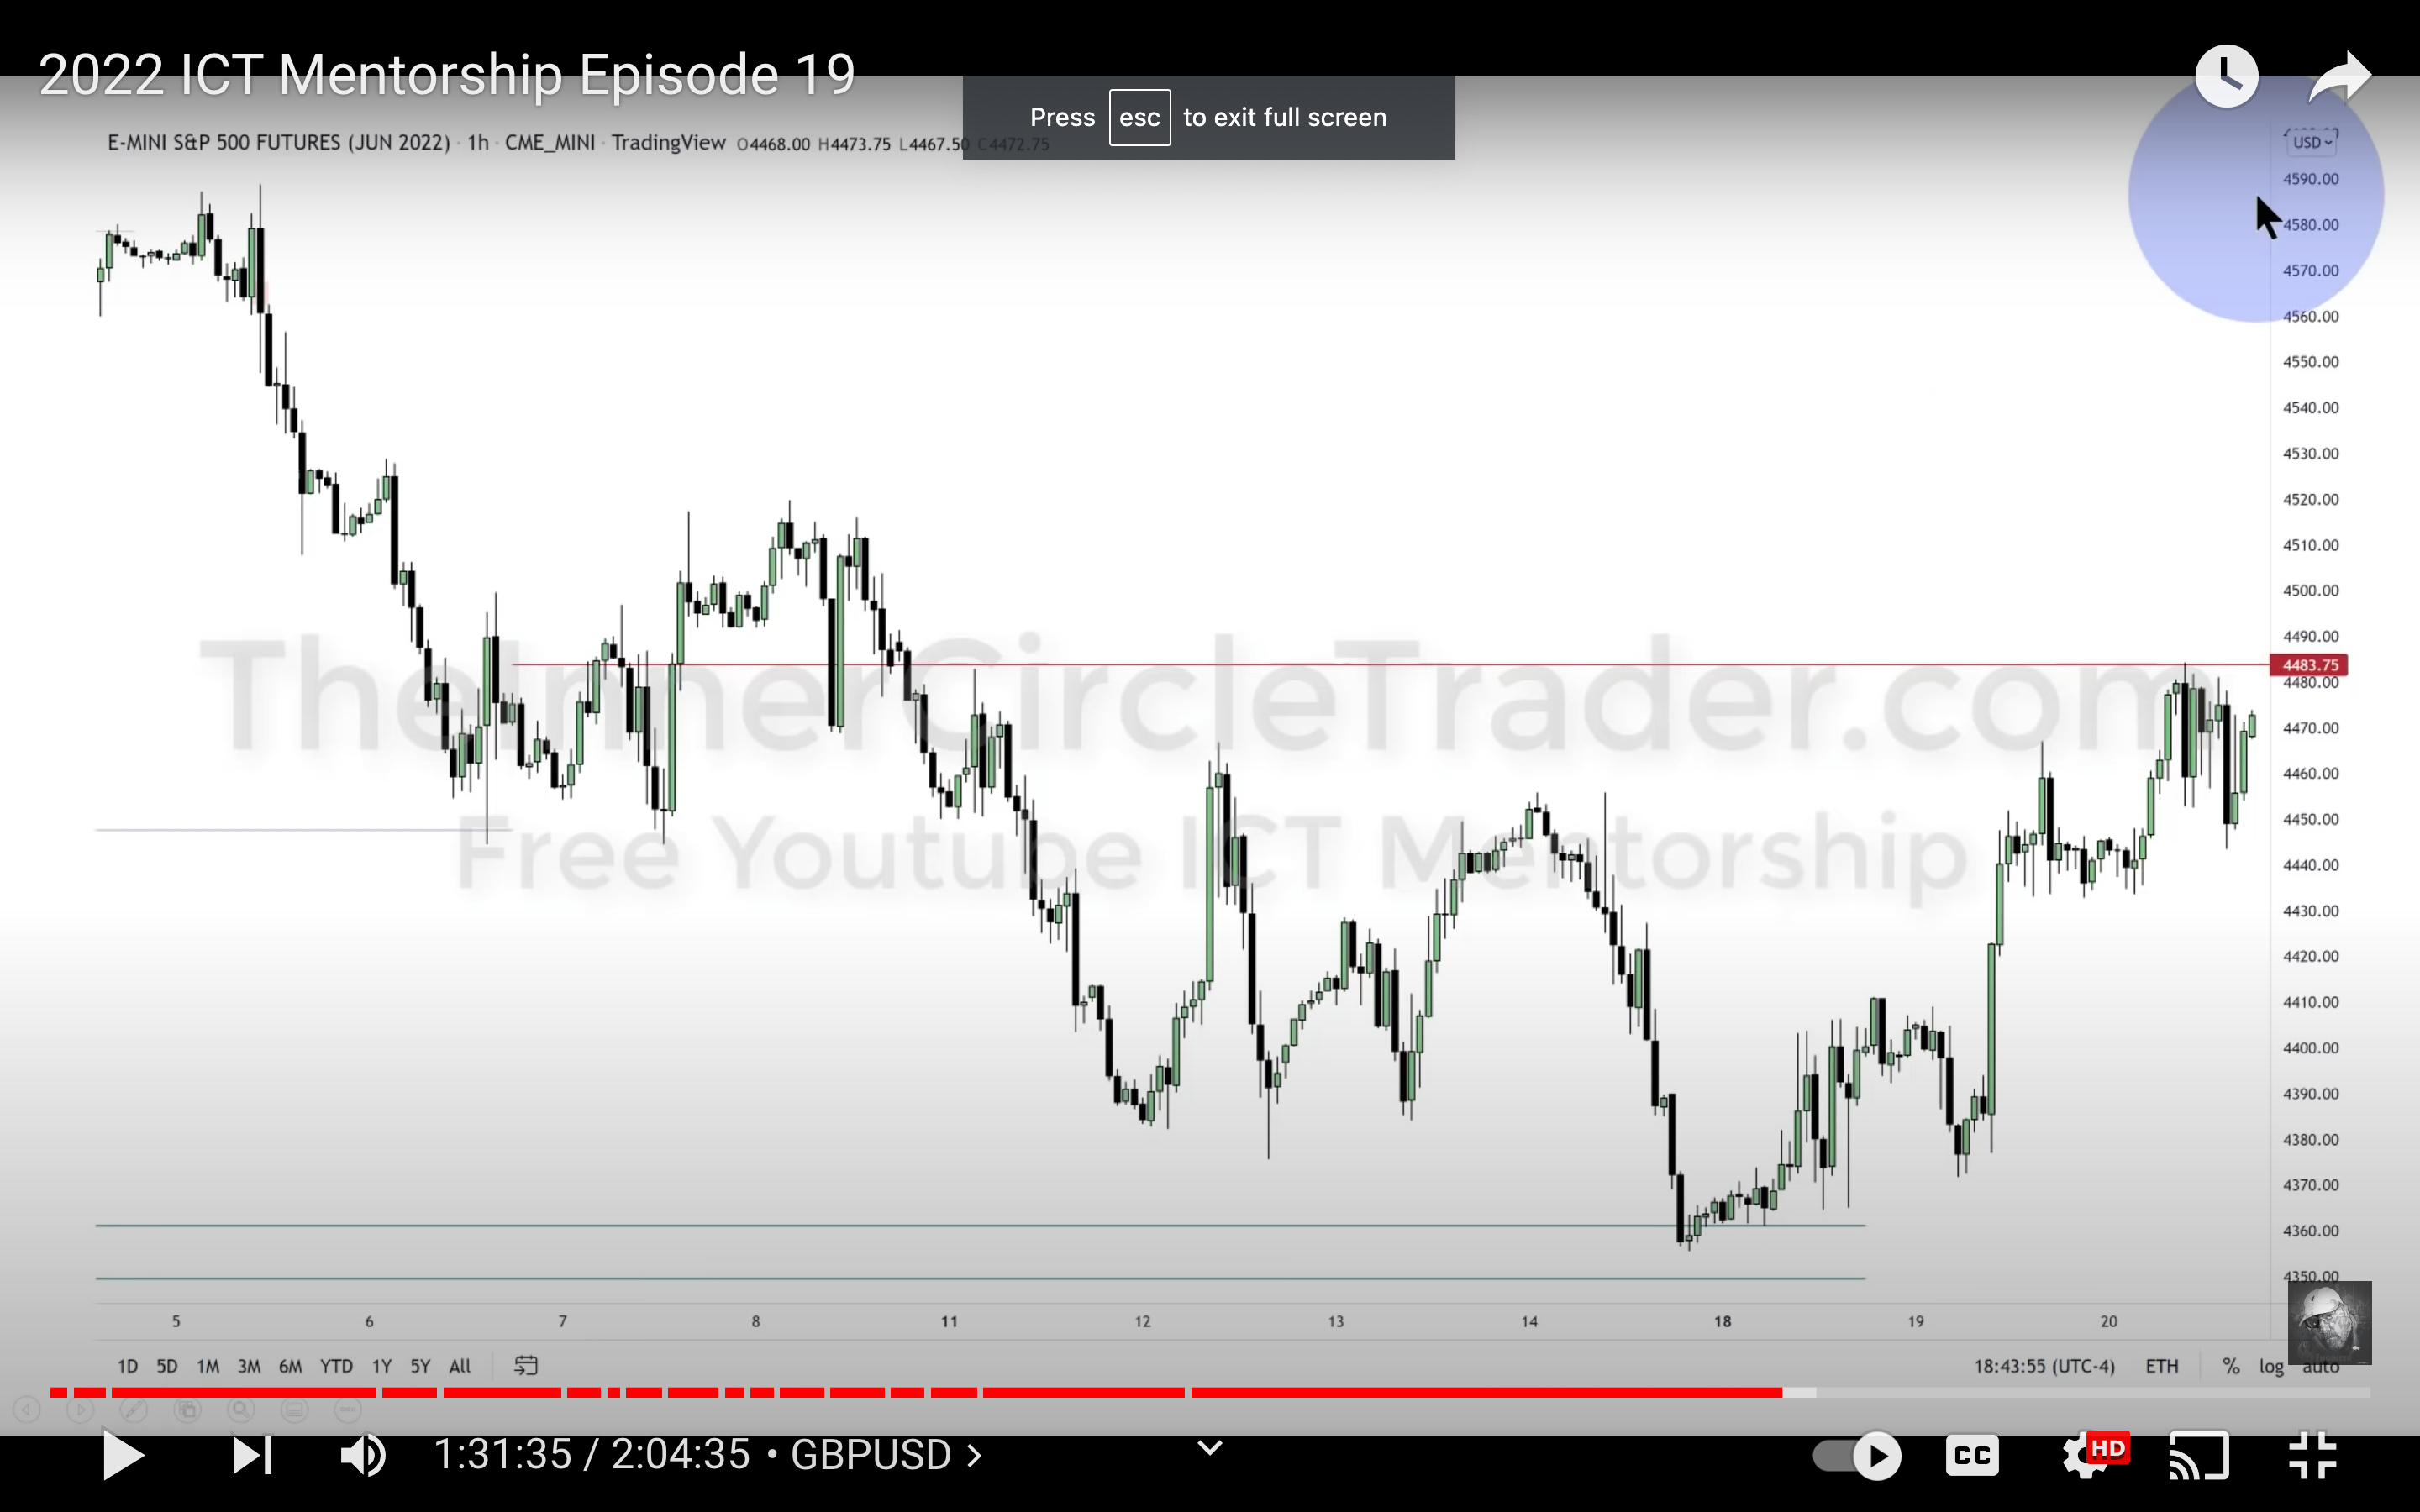 2022 ICT Mentorship Episode 19
Press esc to exit full screen
E-MINI S&P 500 FUTURES (JUN 2022) · 1h · CME_MINI · TradingView O4468.00 H4473.75 L4467.50 C4472.75
USD
4590.00
4580.00
4570.00
4560.00
4550.00
4540.00
4530.00
4520.00
4510.00
4500.00
4490.00
4483.75
4480.00
4470.00
4460.00
4450.00
4440.00
4430.00
4420.00
4410.00
4400.00
4390.00
4380.00
4370.00
4360.00
4350.00
TheInnerCircleTrader.com
Free Youtube ICT Mentorship
5 6 7 8 11 12 13 14 18 19 20
1D 5D 1M 3M 6M YTD 1Y 5Y All 18:43:55 (UTC-4) ETH % log auto
1:31:35 / 2:04:35 • GBPUSD
CC HD